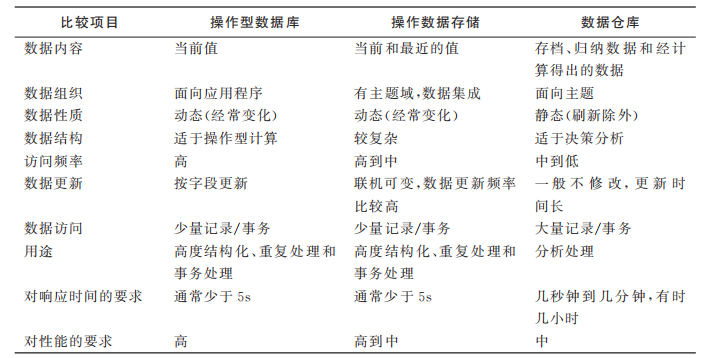 比较项目 操作型数据库 操作数据存储 数据仓库
数据内容 当前值 当前和最近的值 存档、归纳数据和经计
算得出的数据
数据组织 面向应用程序 有主题域,数据集成 面向主题
数据性质 动态(经常变化) 动态(经常变化) 静态(刷新除外)
数据结构 适于操作型计算 较复杂 适于决策分析
访问频率 高 高到中 中到低
数据更新 按字段更新 联机可变,数据更新频率 一般不修改,更新时
比较高 间长
数据访问 少量记录/事务 少量记录/事务 大量记录/事务
用途 高度结构化、重复处理和 高度结构化、重复处理和 分析处理
事务处理 事务处理
对响应时间的要求 通常少于5s 通常少于5s 几秒钟到几分钟,有时
几小时
对性能的要求 高 高到中 中